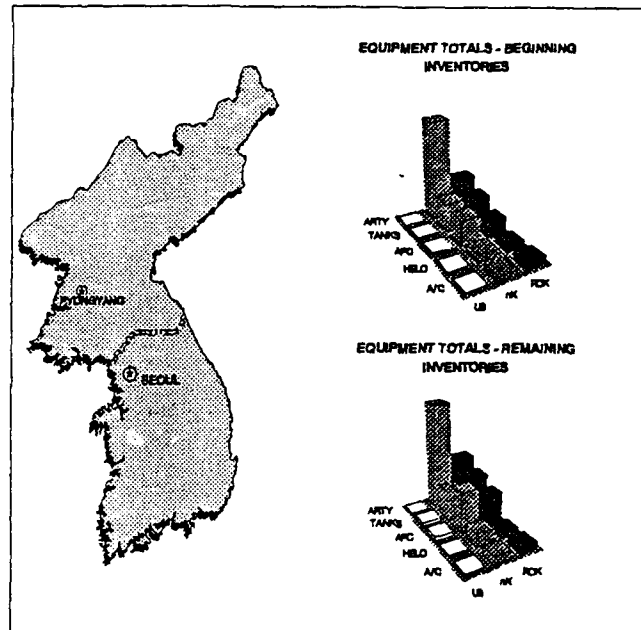 EQUIPMENT TOTALS - BEGINNING
INVENTORIES
ARTY
TANKS
APC
HELO
A/C
US
nK
ROK
PYONGYANG
SEOUL
EQUIPMENT TOTALS - REMAINING
INVENTORIES
ARTY
TANKS
APC
HELO
A/C
US
nK
ROK